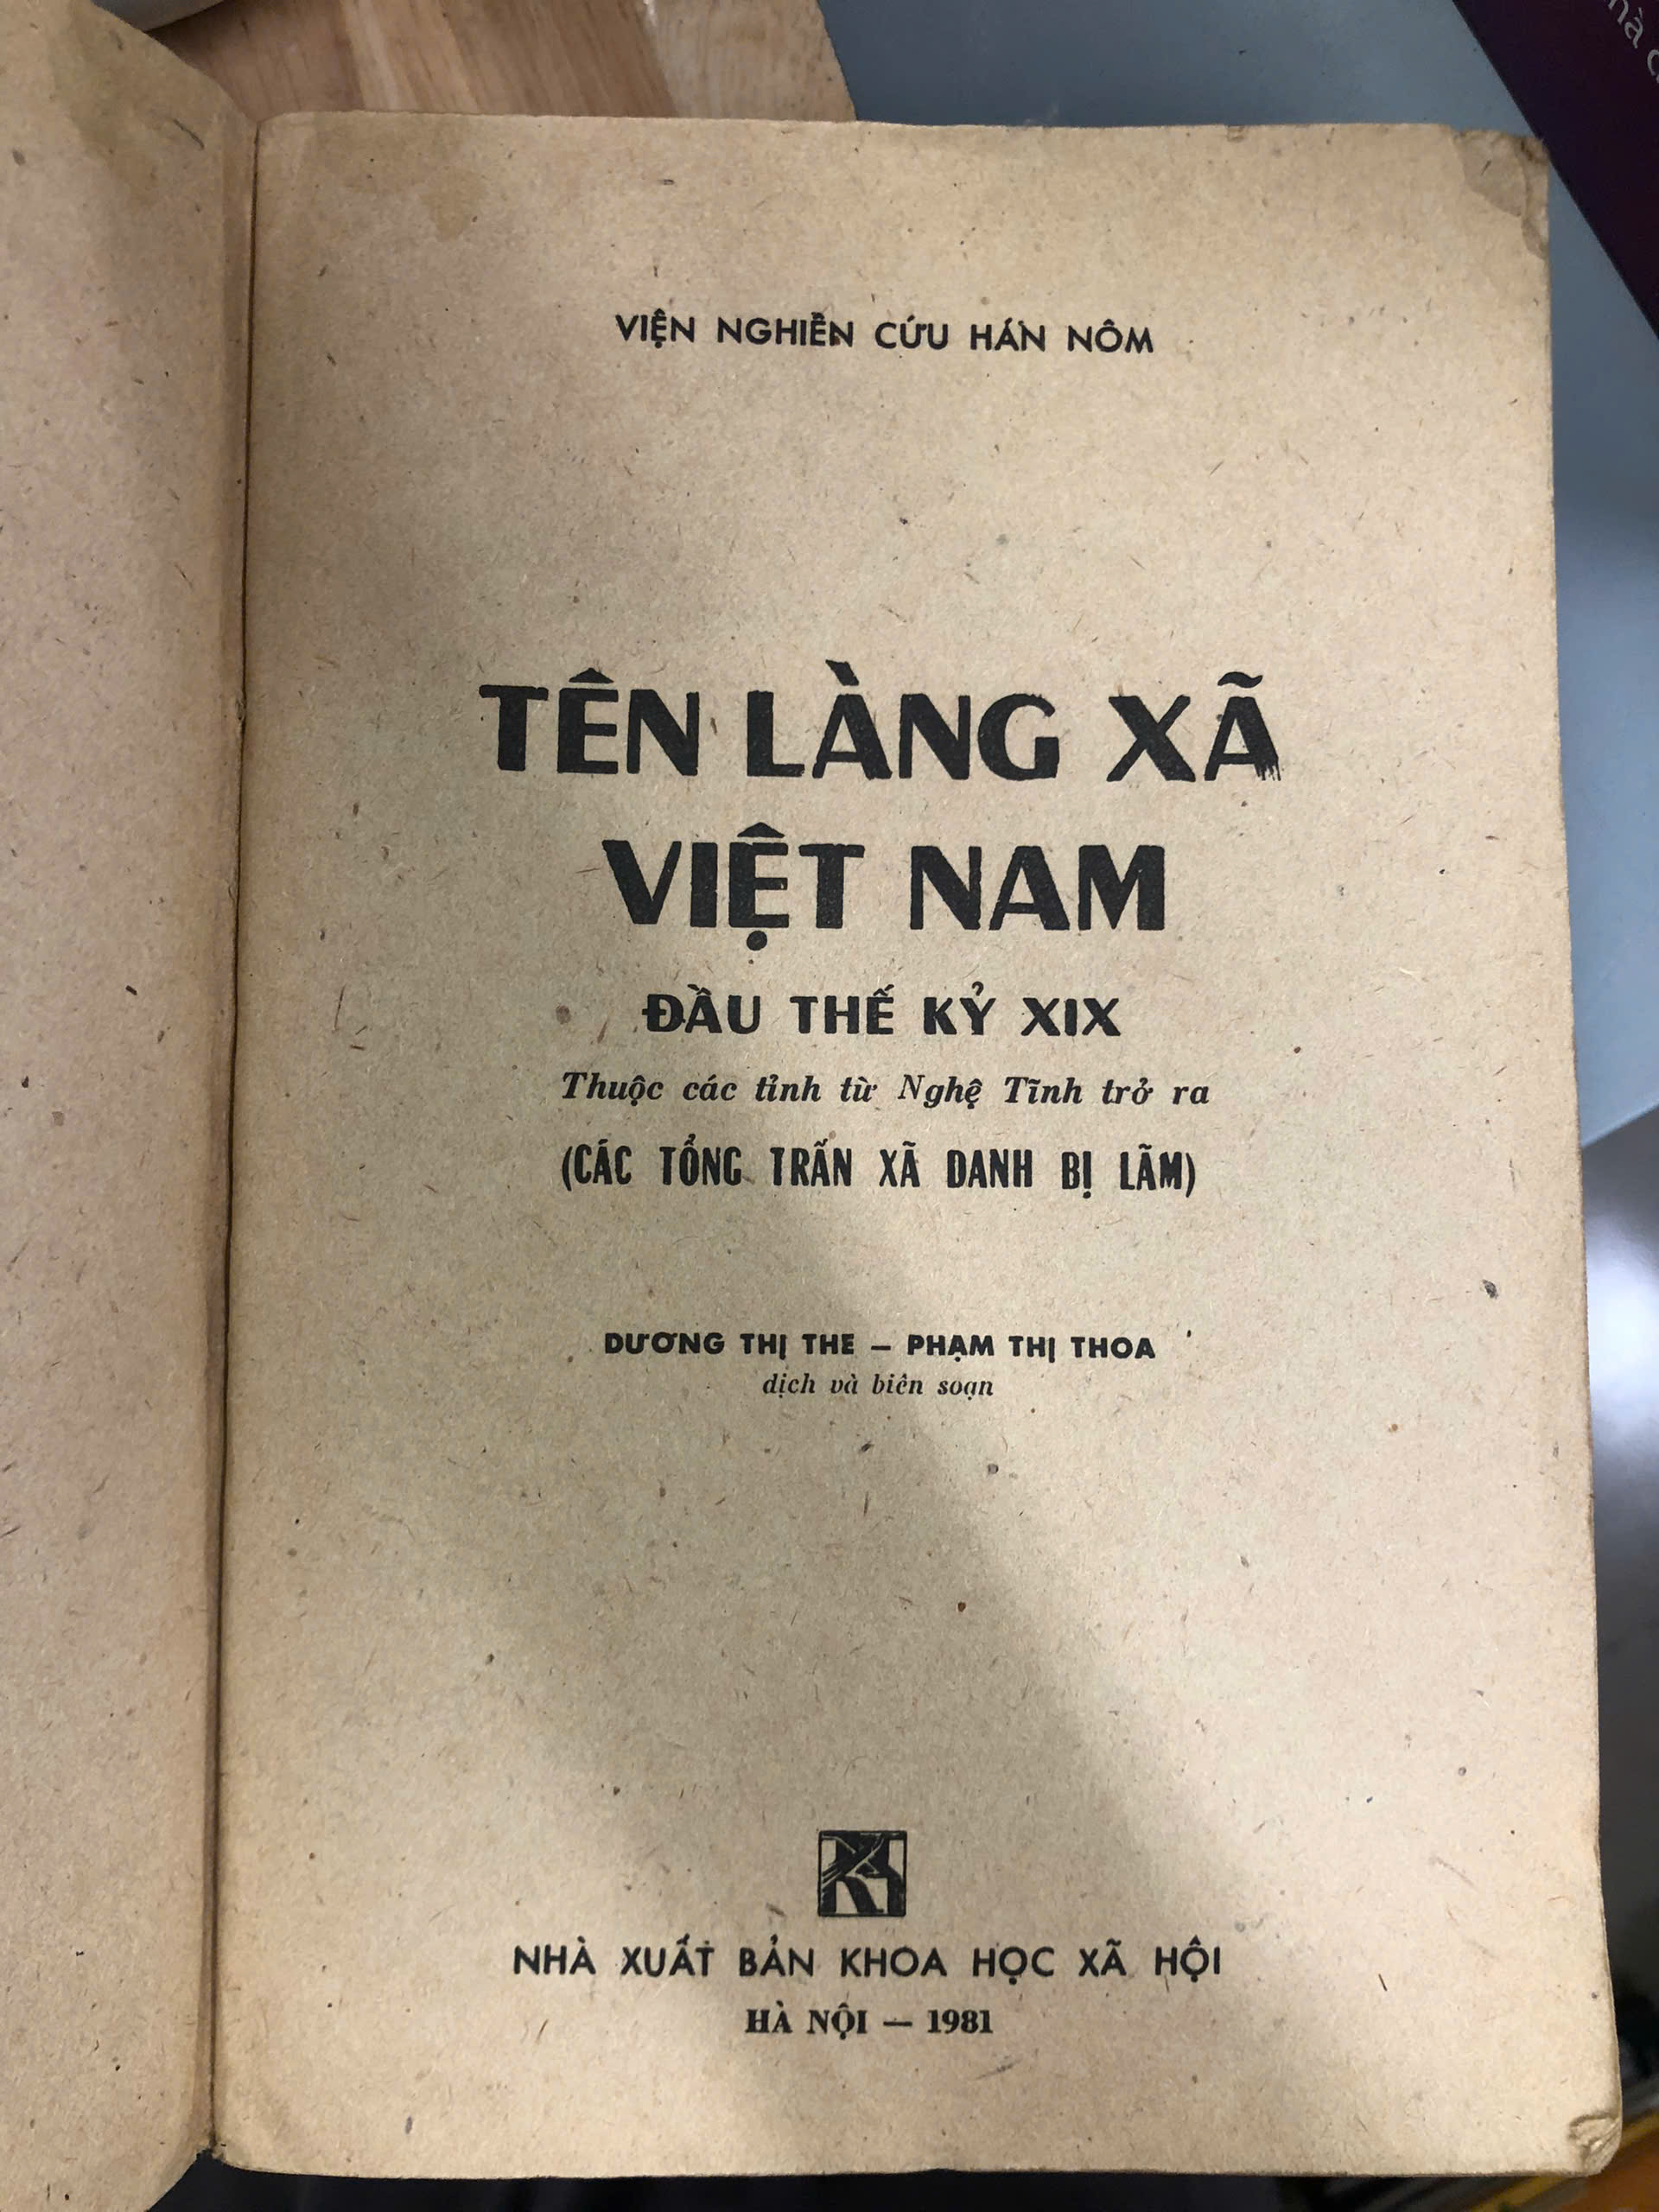 VIỆN NGHIÊN CỨU HÁN NÔM
TÊN LÀNG XÃ
VIỆT NAM
ĐẦU THẾ KỶ XIX
Thuộc các tỉnh từ Nghệ Tĩnh trở ra
(CÁC TỔNG TRẤN XÃ DANH BỊ LÃM)
DƯƠNG THỊ THE – PHẠM THỊ THOA
dịch và biên soạn
NHÀ XUẤT BẢN KHOA HỌC XÃ HỘI
HÀ NỘI — 1981